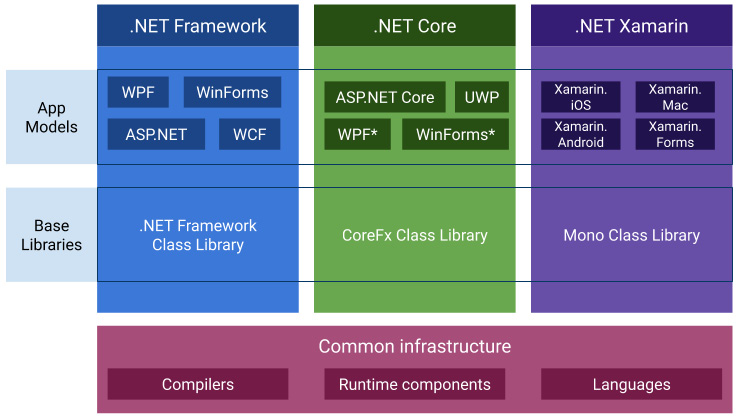 .NET Framework
.NET Core
.NET Xamarin
App
Models
WPF
WinForms
ASP.NET
WCF
ASP.NET Core
UWP
WPF*
WinForms*
Xamarin.
iOS
Xamarin.
Mac
Xamarin.
Android
Xamarin.
Forms
Base
Libraries
.NET Framework
Class Library
CoreFx Class Library
Mono Class Library
Common infrastructure
Compilers
Runtime components
Languages